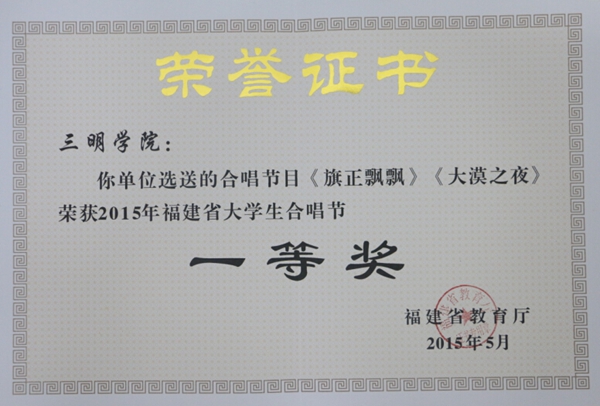 荣誉证书
三明学院：
你单位选送的合唱节目《旗正飘飘》《大漠之夜》
荣获2015年福建省大学生合唱节
一等奖
福建省教育厅
2015年5月